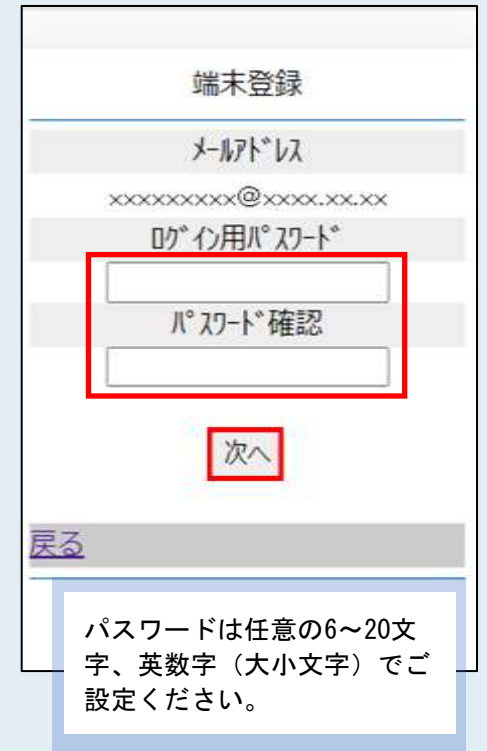 端末登録
ﾒｰﾙｱﾄﾞﾚｽ
xxxxxxxxx@xxxx.xx.xx
ﾛｸﾞｲﾝ用ﾊﾟｽﾜｰﾄﾞ
ﾊﾟｽﾜｰﾄﾞ確認
次へ
戻る
パスワードは任意の6～20文
字、英数字（大小文字）でご
設定ください。